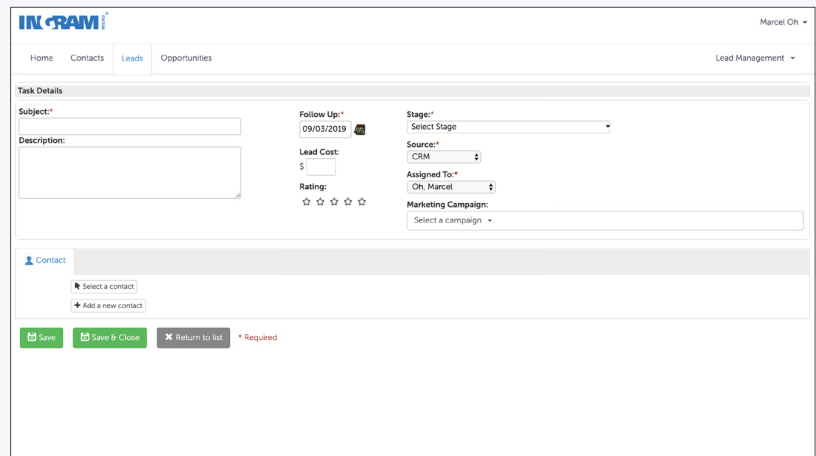 INGRAM MICRO®
Marcel Oh
Home Contacts Leads Opportunities
Lead Management
Task Details
Subject:*
Description:
Follow Up:*
09/03/2019
Lead Cost:
$
Rating:
Stage:*
Select Stage
Source:*
CRM
Assigned To:*
Oh, Marcel
Marketing Campaign:
Select a campaign
Contact
Select a contact
Add a new contact
Save Save & Close Return to list * Required